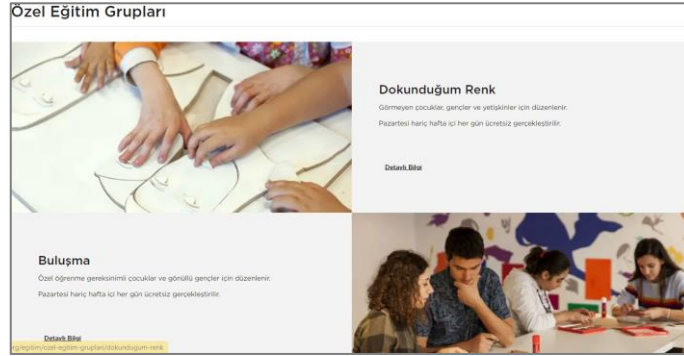 Özel Eğitim Grupları
Dokunduğum Renk
Görmeyen çocuklar, gençler ve yetişkinler için düzenlenir.
Pazartesi hariç hafta içi her gün ücretsiz gerçekleştirilir.
Detaylı Bilgi
Buluşma
Özel öğrenme gereksinimli çocuklar ve gönüllü gençler için düzenlenir.
Pazartesi hariç hafta içi her gün ücretsiz gerçekleştirilir.
Detaylı Bilgi
rg/egitim/ozel-egitim-gruplari/dokundugum-renk